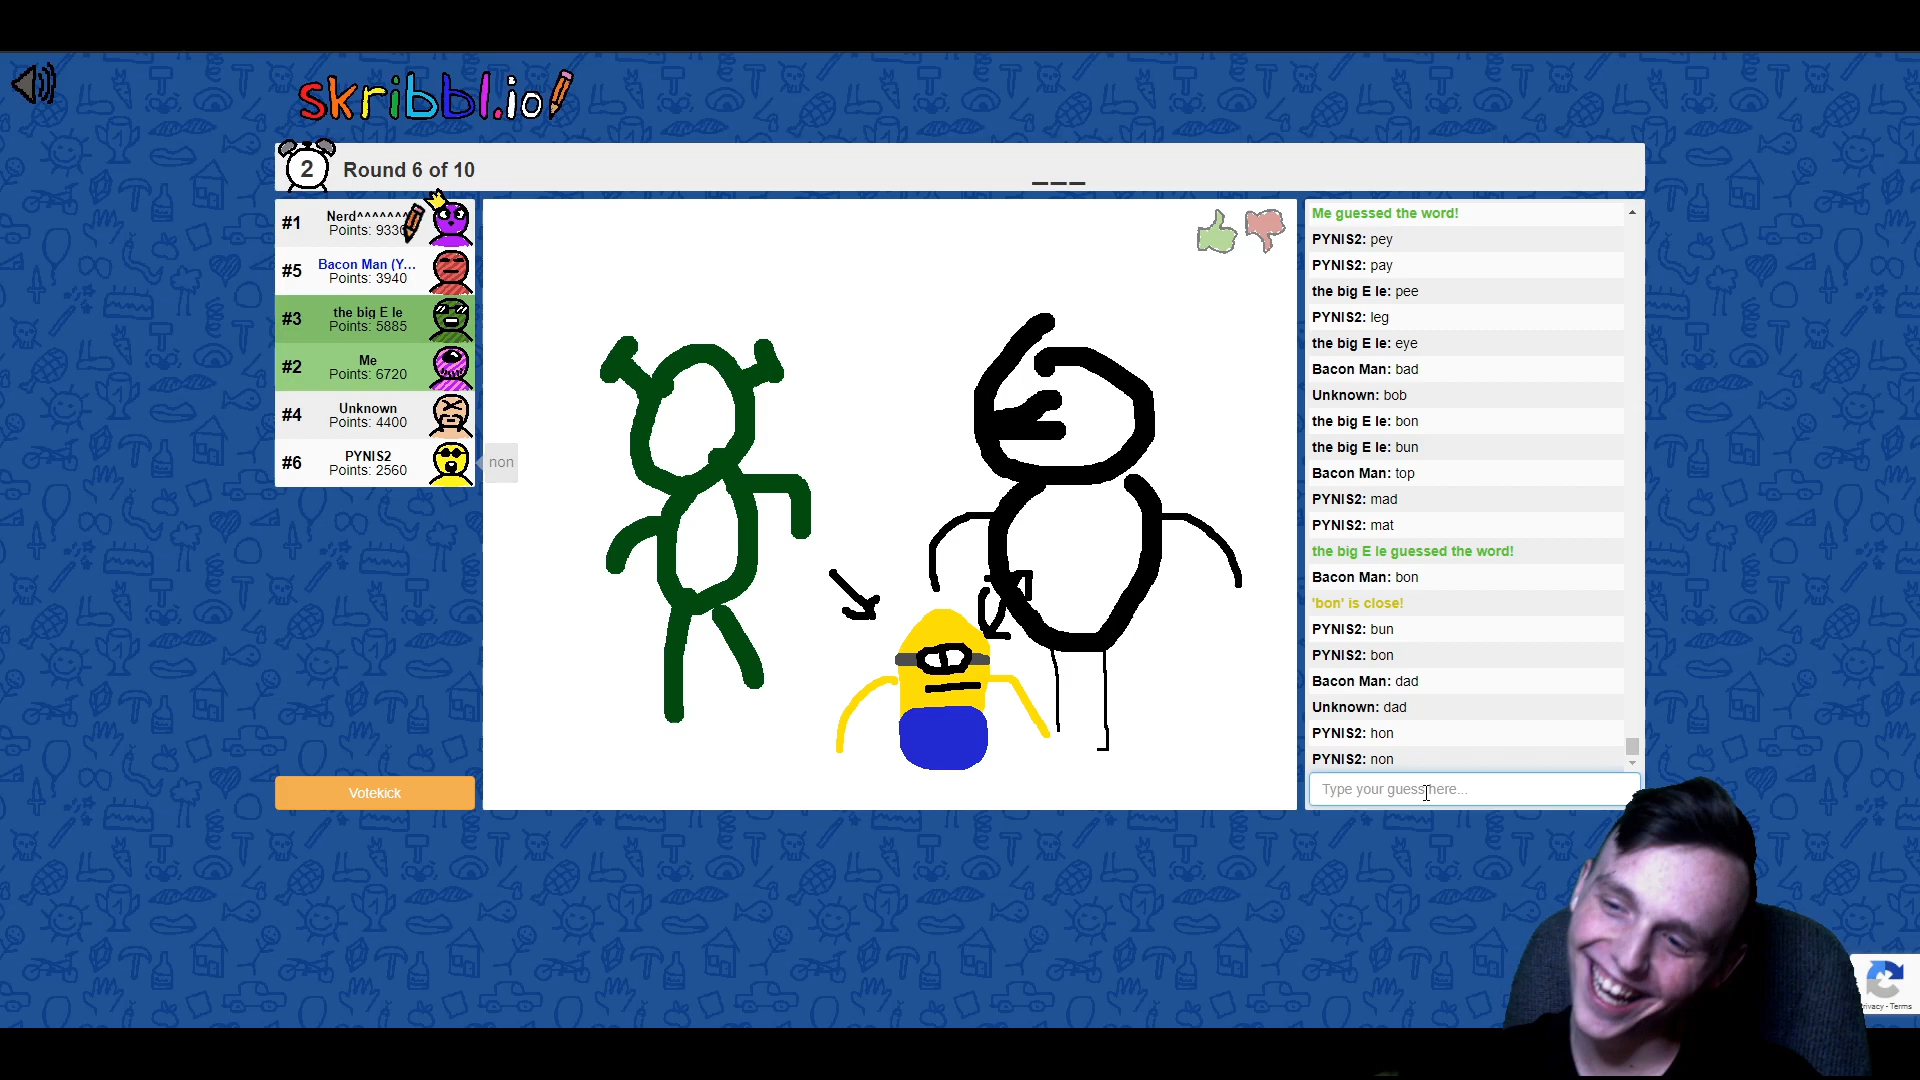 skribbl.io
2
Round 6 of 10
___
#1
Nerd^^^^^^^
Points: 9330
#5
Bacon Man (Y...
Points: 3940
#3
the big E le
Points: 5885
#2
Me
Points: 6720
#4
Unknown
Points: 4400
#6
PYNIS2
Points: 2560
non
Votekick
Me guessed the word!
PYNIS2: pey
PYNIS2: pay
the big E le: pee
PYNIS2: leg
the big E le: eye
Bacon Man: bad
Unknown: bob
the big E le: bon
the big E le: bun
Bacon Man: top
PYNIS2: mad
PYNIS2: mat
the big E le guessed the word!
Bacon Man: bon
'bon' is close!
PYNIS2: bun
PYNIS2: bon
Bacon Man: dad
Unknown: dad
PYNIS2: hon
PYNIS2: non
Type your guess here...
Privacy - Terms